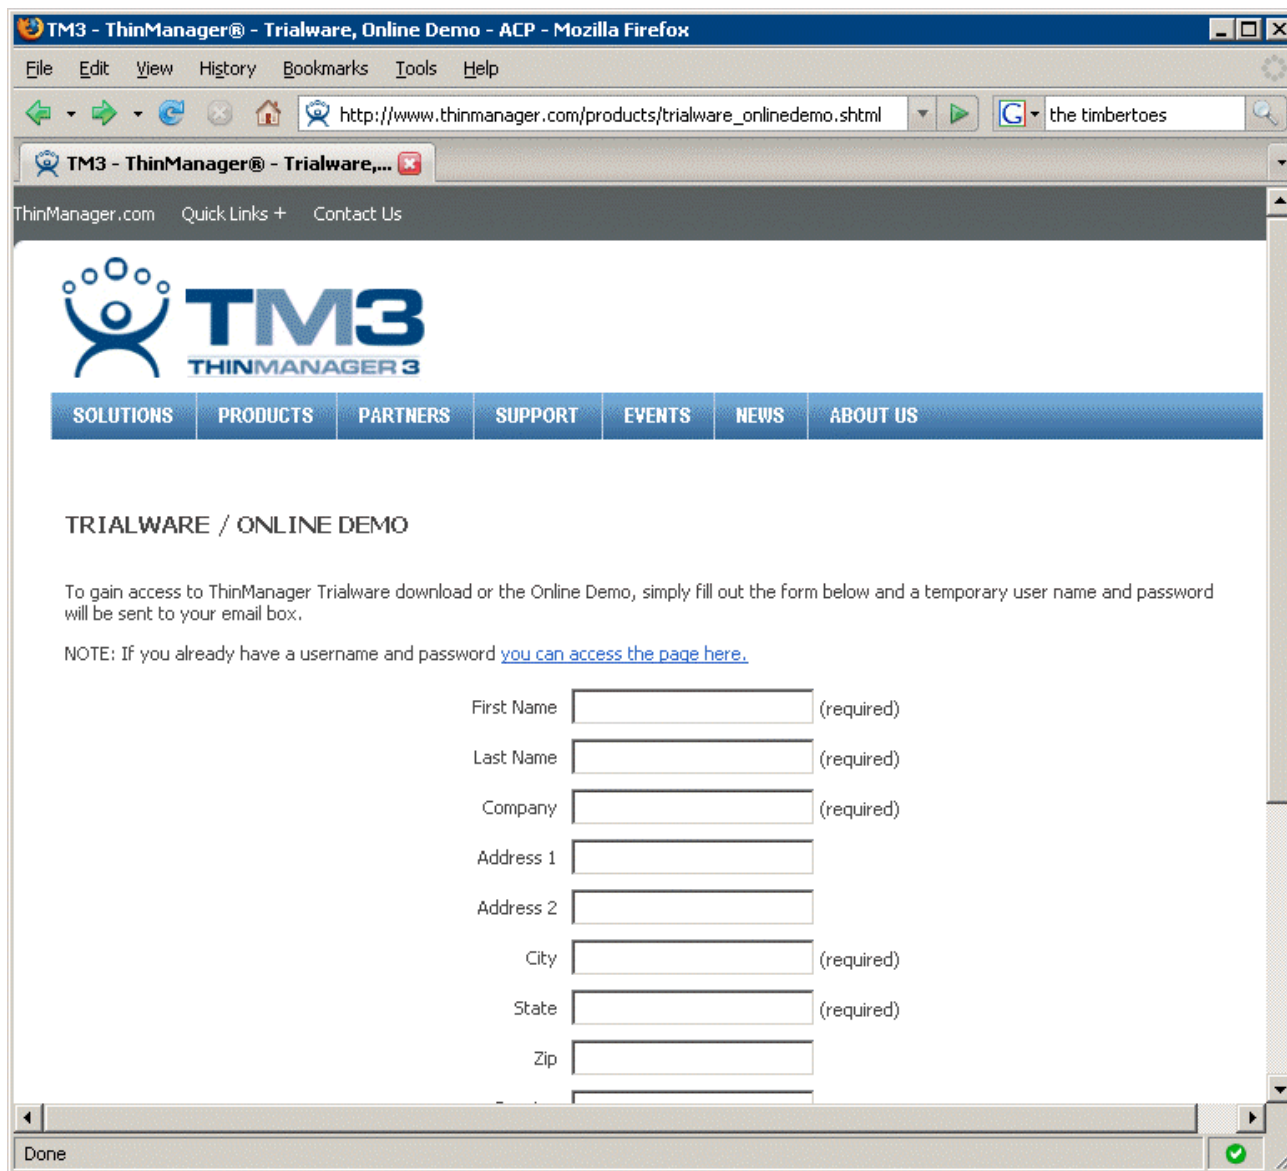 TM3 - ThinManager® - Trialware, Online Demo - ACP - Mozilla Firefox
File Edit View History Bookmarks Tools Help
http://www.thinmanager.com/products/trialware_onlinedemo.shtml G the timbertoes
TM3 - ThinManager® - Trialware,...
ThinManager.com Quick Links + Contact Us
TM3
THINMANAGER 3
SOLUTIONS PRODUCTS PARTNERS SUPPORT EVENTS NEWS ABOUT US
TRIALWARE / ONLINE DEMO
To gain access to ThinManager Trialware download or the Online Demo, simply fill out the form below and a temporary user name and password
will be sent to your email box.
NOTE: If you already have a username and password you can access the page here.
First Name (required)
Last Name (required)
Company (required)
Address 1
Address 2
City (required)
State (required)
Zip
Done